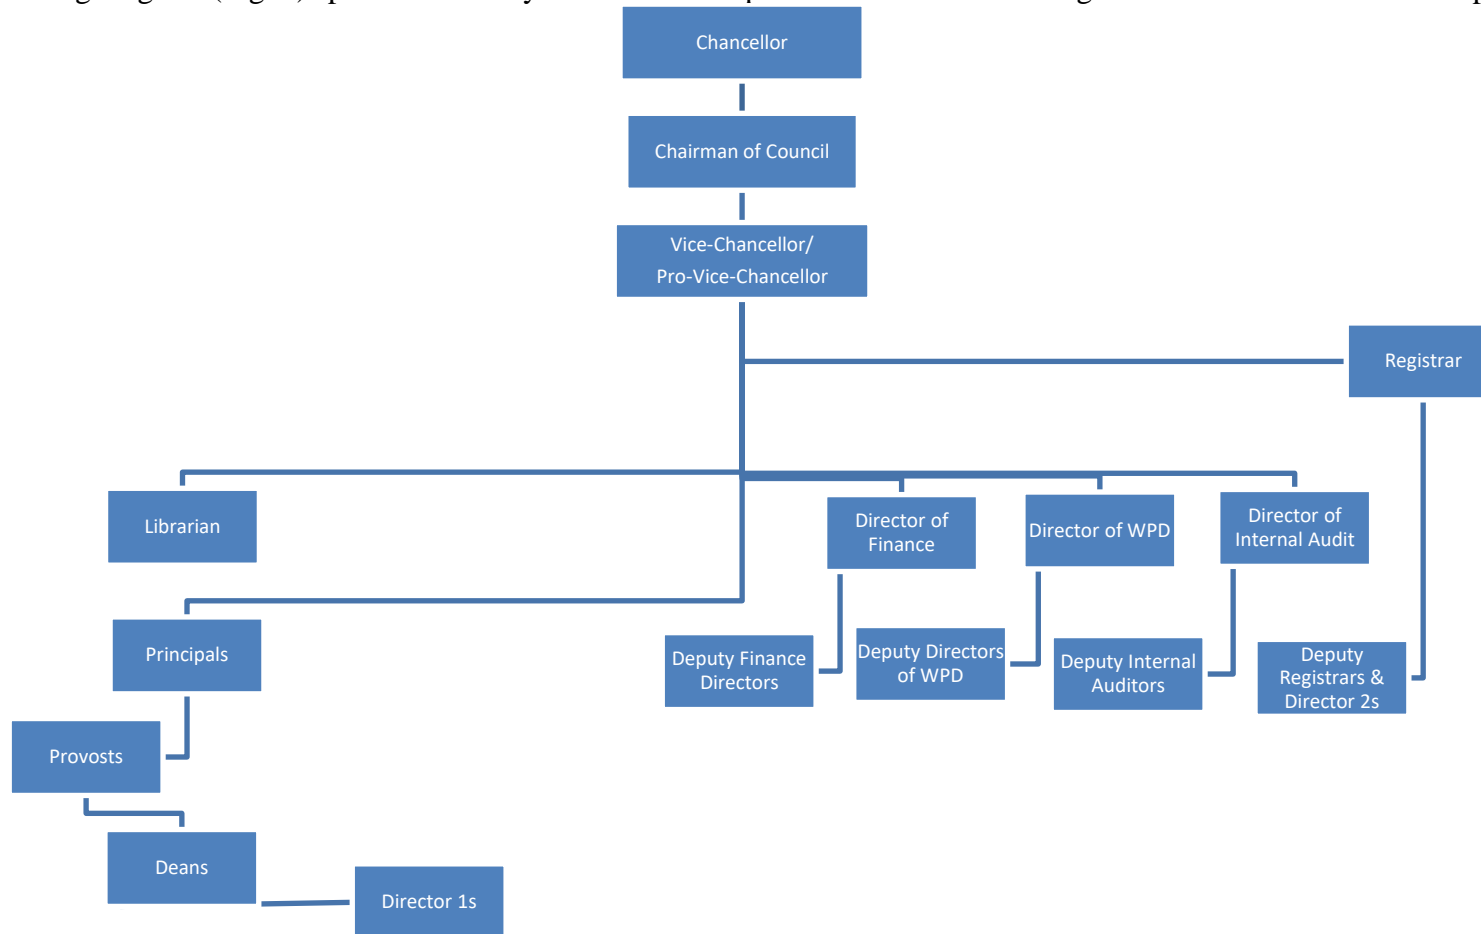 Chancellor
Chairman of Council
Vice-Chancellor/
Pro-Vice-Chancellor
Registrar
Librarian
Director of
Finance
Director of WPD
Director of
Internal Audit
Principals
Deputy Finance
Directors
Deputy Directors
of WPD
Deputy Internal
Auditors
Deputy
Registrars &
Director 2s
Provosts
Deans
Director 1s